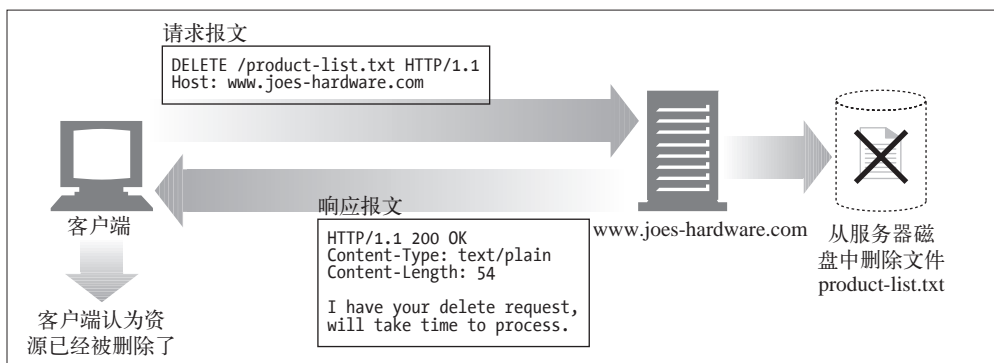 请求报文
DELETE /product-list.txt HTTP/1.1
Host: www.joes-hardware.com
客户端
响应报文
HTTP/1.1 200 OK
Content-Type: text/plain
Content-Length: 54
I have your delete request,
will take time to process.
www.joes-hardware.com
从服务器磁
盘中删除文件
product-list.txt
客户端认为资
源已经被删除了